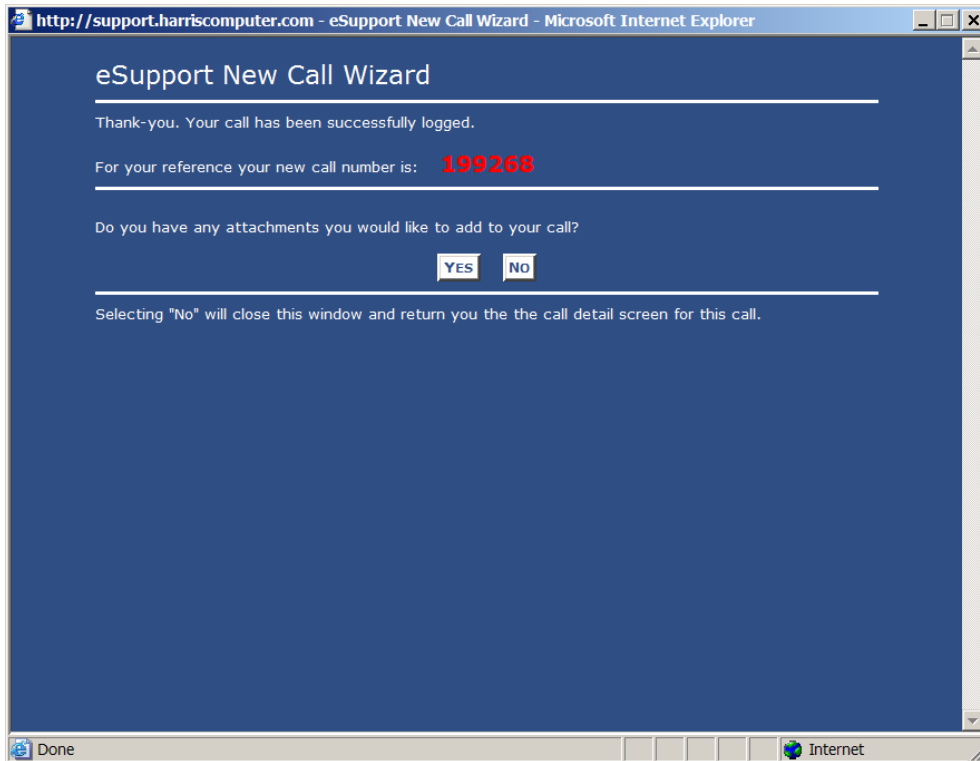 http://support.harriscomputer.com - eSupport New Call Wizard - Microsoft Internet Explorer
eSupport New Call Wizard
Thank-you. Your call has been successfully logged.
For your reference your new call number is: 199268
Do you have any attachments you would like to add to your call?
YES NO
Selecting "No" will close this window and return you the the call detail screen for this call.
Done Internet